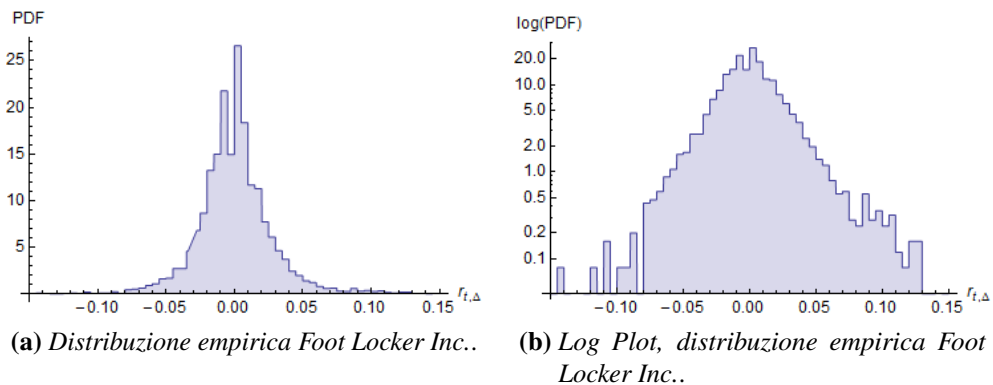 PDF
25
20
15
10
5
−0.10 −0.05 0.00 0.05 0.10 0.15 r_{t,Δ}
(a) Distribuzione empirica Foot Locker Inc..
log(PDF)
20.0
10.0
5.0
2.0
1.0
0.5
0.2
0.1
−0.10 −0.05 0.00 0.05 0.10 0.15 r_{t,Δ}
(b) Log Plot, distribuzione empirica Foot
Locker Inc..